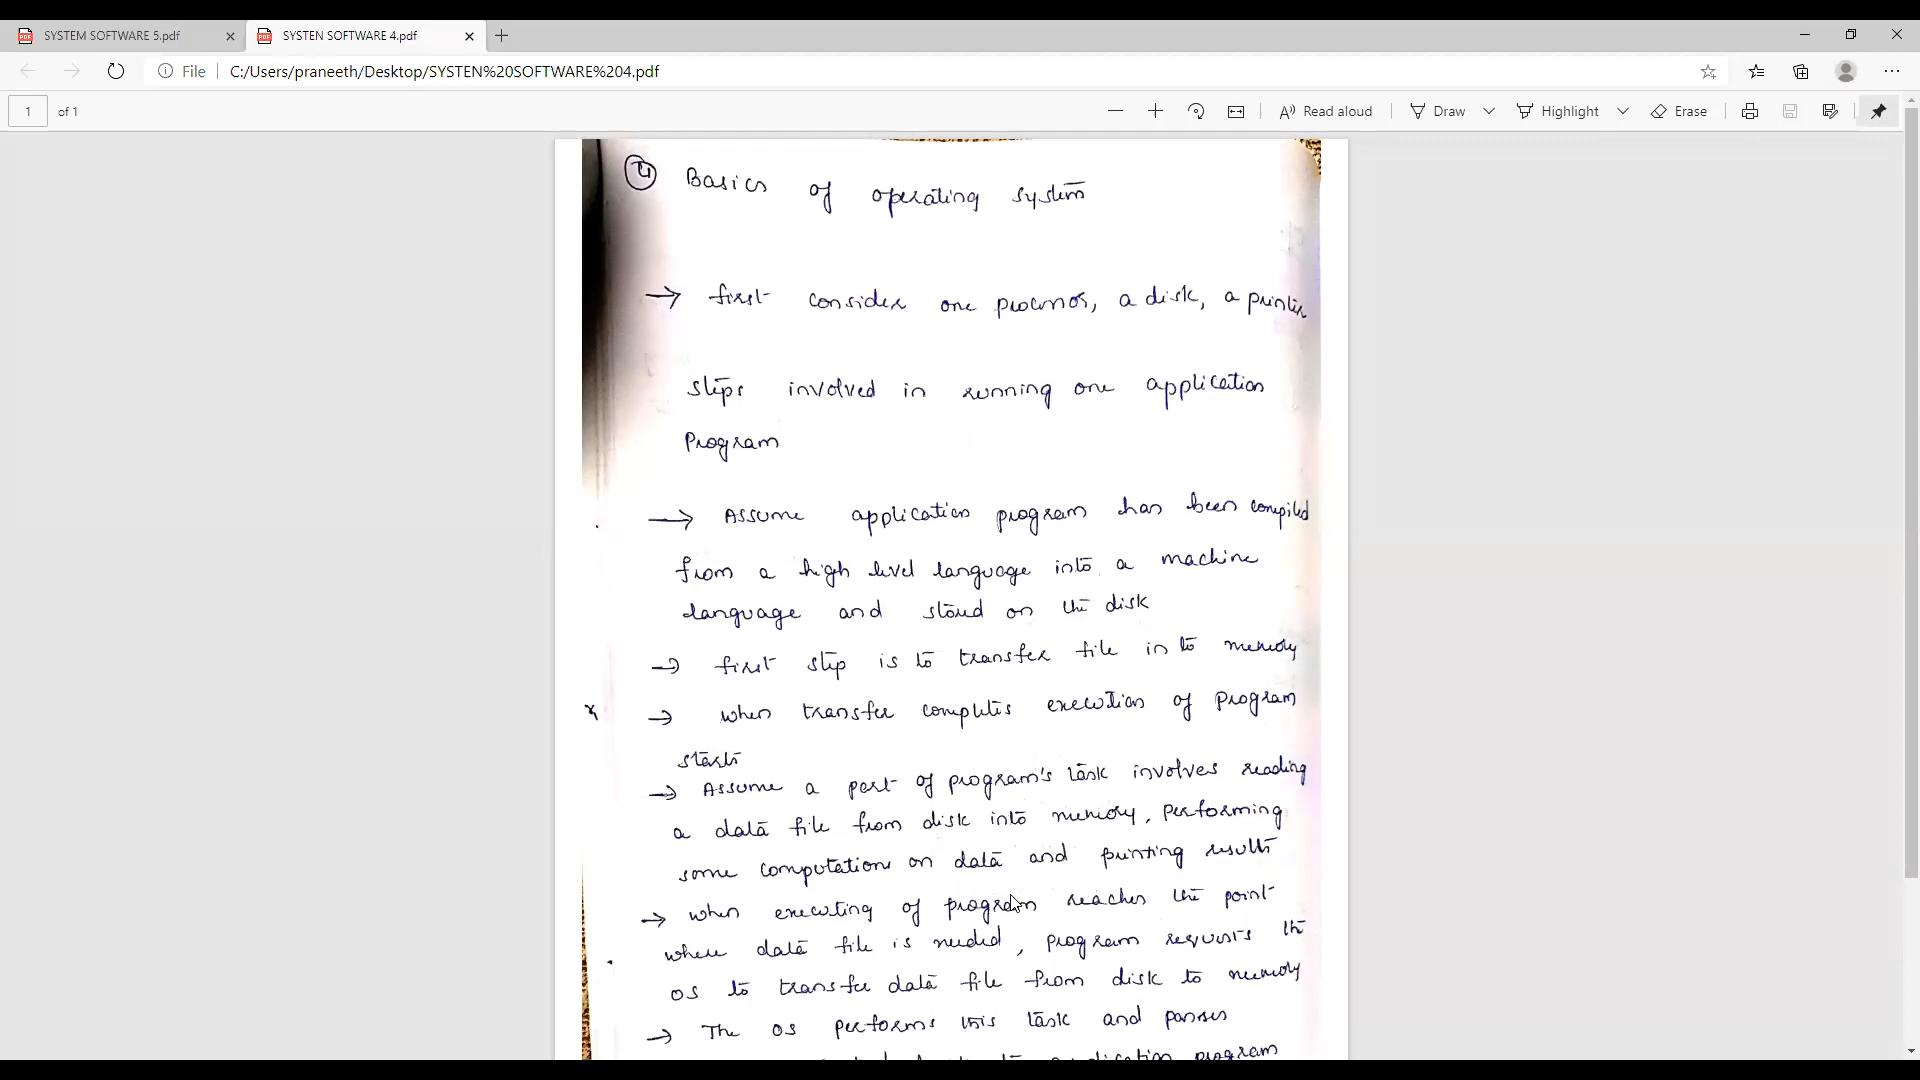 SYSTEM SOFTWARE 5.pdf
SYSTEN SOFTWARE 4.pdf
File C:/Users/praneeth/Desktop/SYSTEN%20SOFTWARE%204.pdf
1 of 1 Read aloud Draw Highlight Erase
4 Basics of operating system
→ first consider one processor, a disk, a printer
steps involved in running one application
program
→ Assume application program has been compiled
from a high level language into a machine
language and stored on the disk
→ first step is to transfer file in to memory
→ when transfer completes execution of program
starts
→ Assume a part of program's task involves reading
a data file from disk into memory, performing
some computations on data and printing results
→ when executing of program reaches the point
where data file is needed, program requests the
OS to transfer data file from disk to memory
→ The OS performs this task and passes
application program